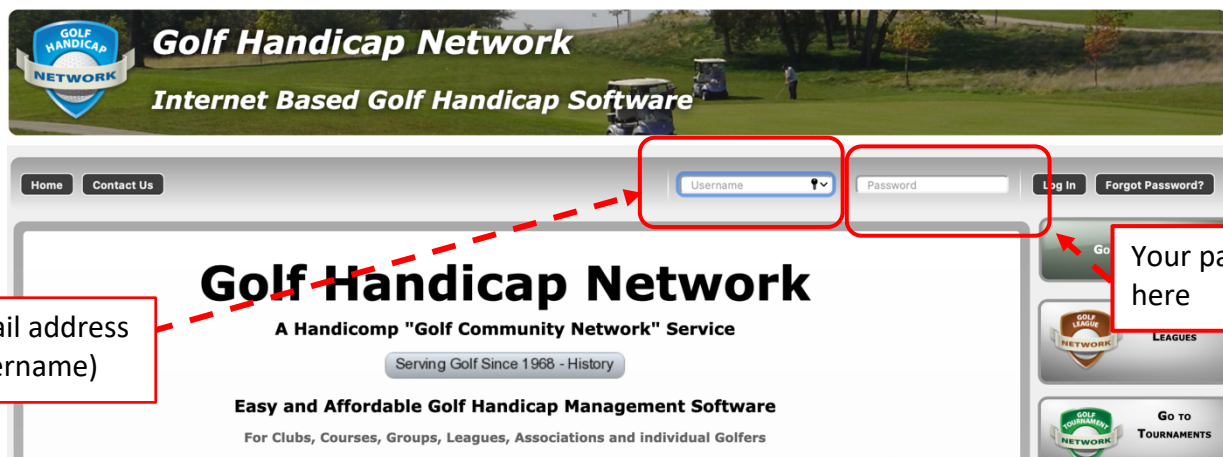 GOLF
HANDICAP
NETWORK
Golf Handicap Network
Internet Based Golf Handicap Software
Home Contact Us Username Password Log In Forgot Password?
Go
Your pa
here
Golf Handicap Network
ail address
ername)
A Handicomp "Golf Community Network" Service
Serving Golf Since 1968 - History
GOLF
LEAGUE
NETWORK
LEAGUES
Easy and Affordable Golf Handicap Management Software
For Clubs, Courses, Groups, Leagues, Associations and individual Golfers
GOLF
TOURNAMENT
NETWORK
GO TO
TOURNAMENTS